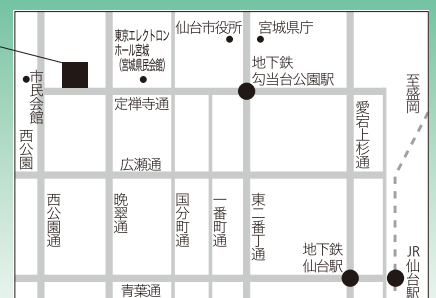 東京エレクトロン
ホール宮城
(宮城県民会館)
仙台市役所
宮城県庁
地下鉄
勾当台公園駅
至盛岡
市民会館
定禅寺通
愛宕上杉通
西公園
広瀬通
西公園通
晩翠通
国分町通
一番町通
東二番丁通
地下鉄
仙台駅
JR
仙台駅
青葉通